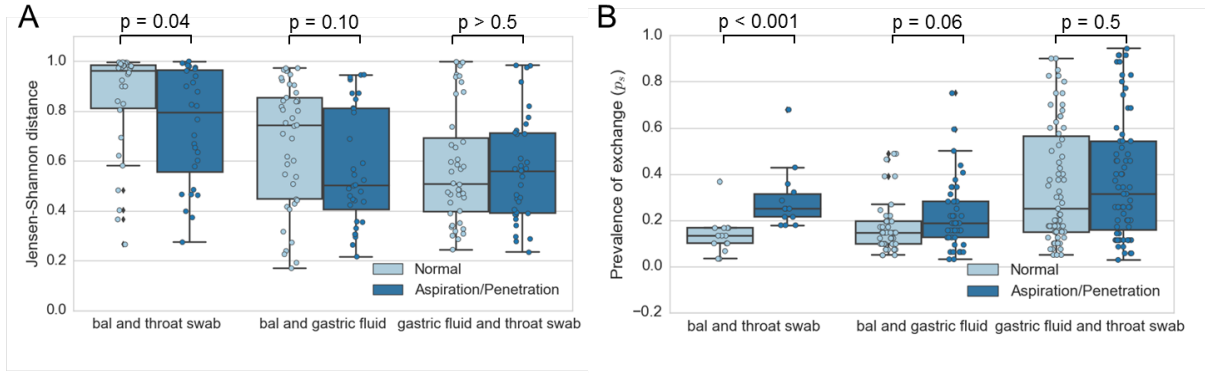 A
p = 0.04
p = 0.10
p > 0.5
Jensen-Shannon distance
1.0
0.8
0.6
0.4
0.2
0.0
Normal
Aspiration/Penetration
bal and throat swab
bal and gastric fluid
gastric fluid and throat swab
B
p < 0.001
p = 0.06
p = 0.5
Prevalence of exchange (pₛ)
1.0
0.8
0.6
0.4
0.2
0.0
−0.2
Normal
Aspiration/Penetration
bal and throat swab
bal and gastric fluid
gastric fluid and throat swab